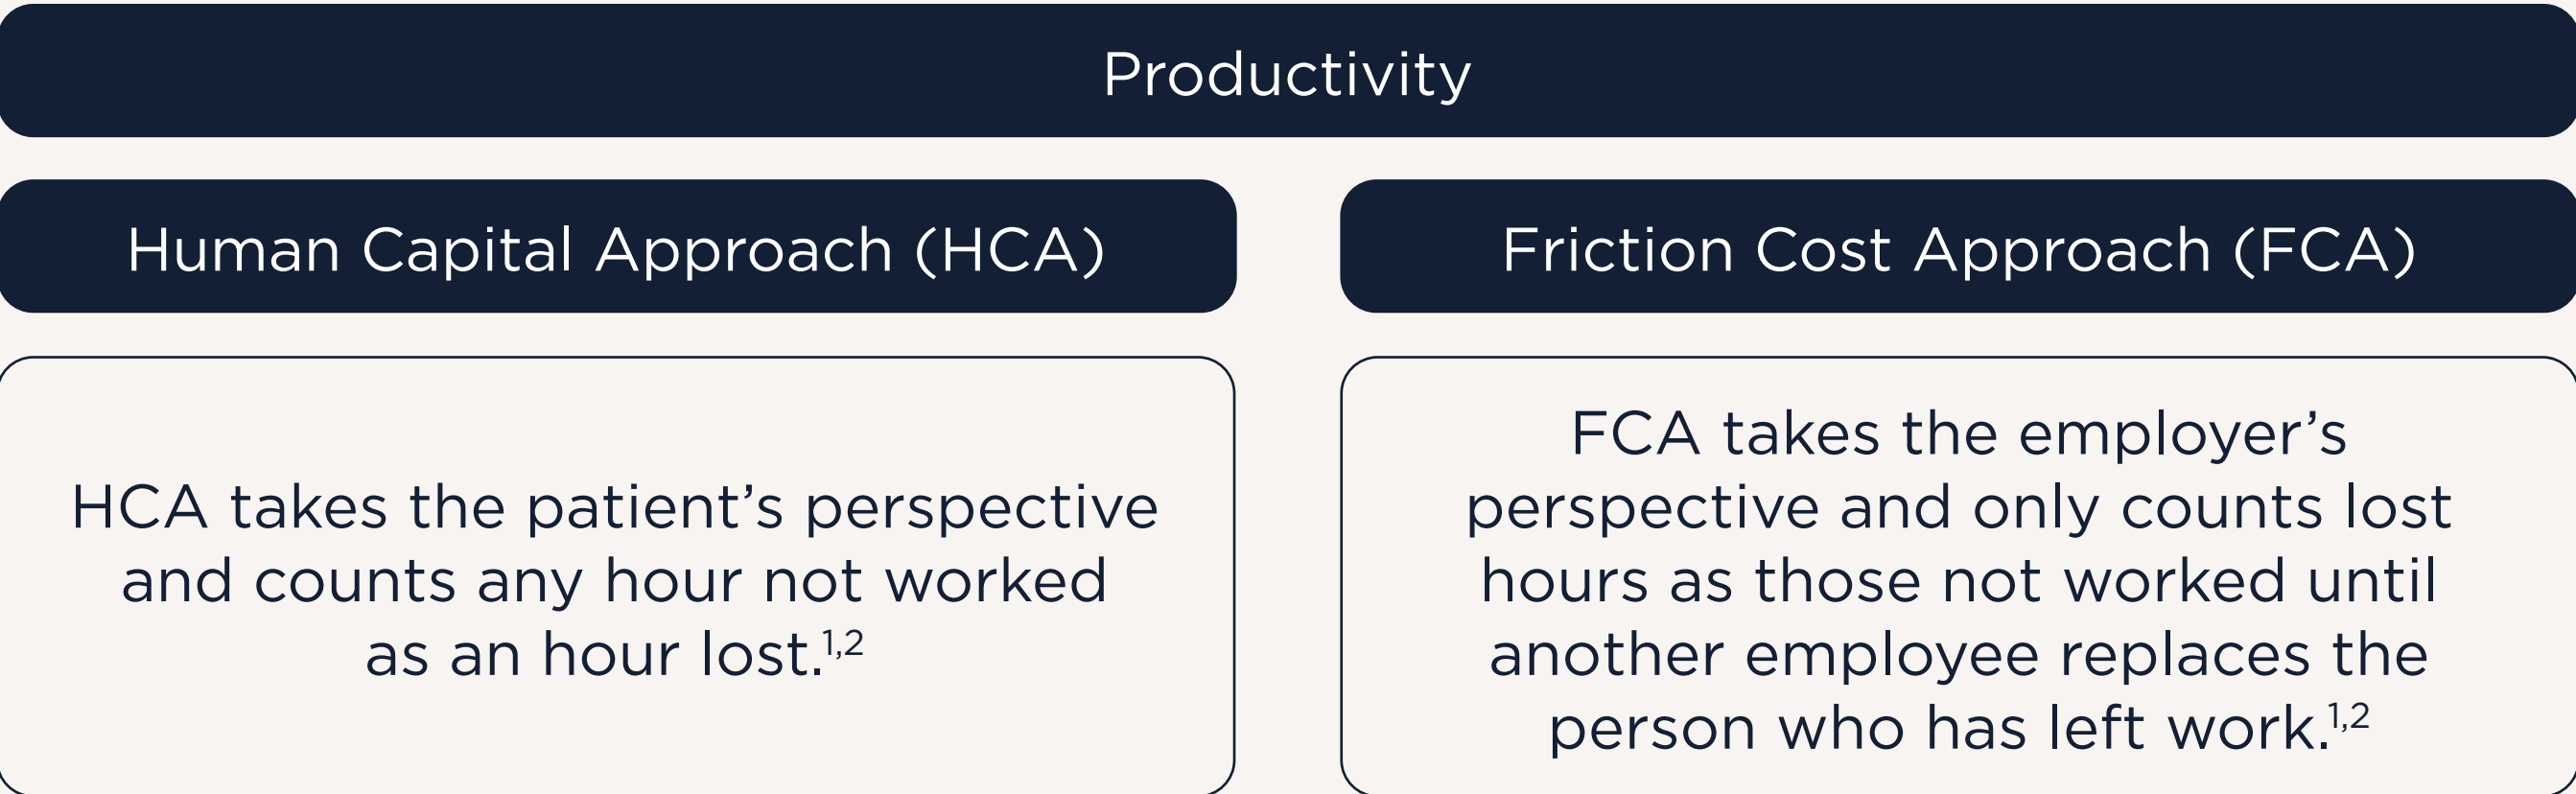 Productivity
Human Capital Approach (HCA)
HCA takes the patient’s perspective
and counts any hour not worked
as an hour lost.1,2
Friction Cost Approach (FCA)
FCA takes the employer’s
perspective and only counts lost
hours as those not worked until
another employee replaces the
person who has left work.1,2